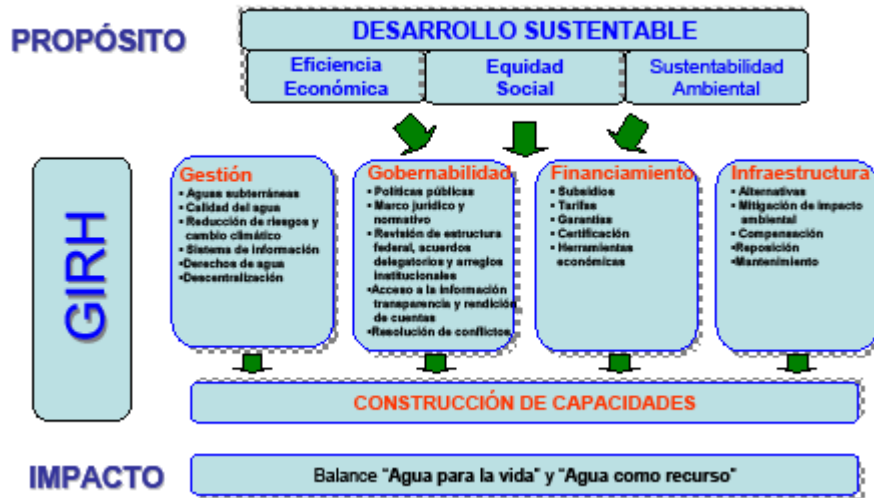 PROPÓSITO
DESARROLLO SUSTENTABLE
Eficiencia
Económica
Equidad
Social
Sustentabilidad
Ambiental
GIRH
Gestión
▪ Aguas subterráneas
▪ Calidad del agua
▪ Reducción de riesgos y
cambio climático
▪ Sistema de información
▪Derechos de agua
▪Descentralización
Gobernabilidad
▪ Políticas públicas
▪ Marco jurídico y
normativo
▪ Revisión de estructura
federal, acuerdos
delegatorios y arreglos
institucionales
▪Acceso a la información
transparencia y rendición
de cuentas
▪Resolución de conflictos,
Financiamiento
▪ Subsidios
▪ Tarifas
▪ Garantías
▪ Certificación
▪ Herramientas
económicas
Infraestructura
▪ Alternativas
▪ Mitigación de impacto
ambiental
▪Compensación
▪Reposición
▪Mantenimiento
CONSTRUCCIÓN DE CAPACIDADES
IMPACTO
Balance "Agua para la vida" y "Agua como recurso"